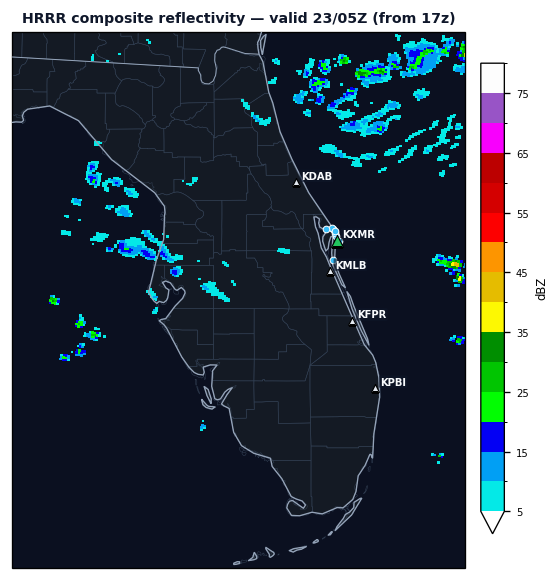 HRRR composite reflectivity — valid 23/05Z (from 17z)
KDAB
KXMR
KMLB
KFPR
KPBI
75
65
55
45
35
25
15
5
dBZ